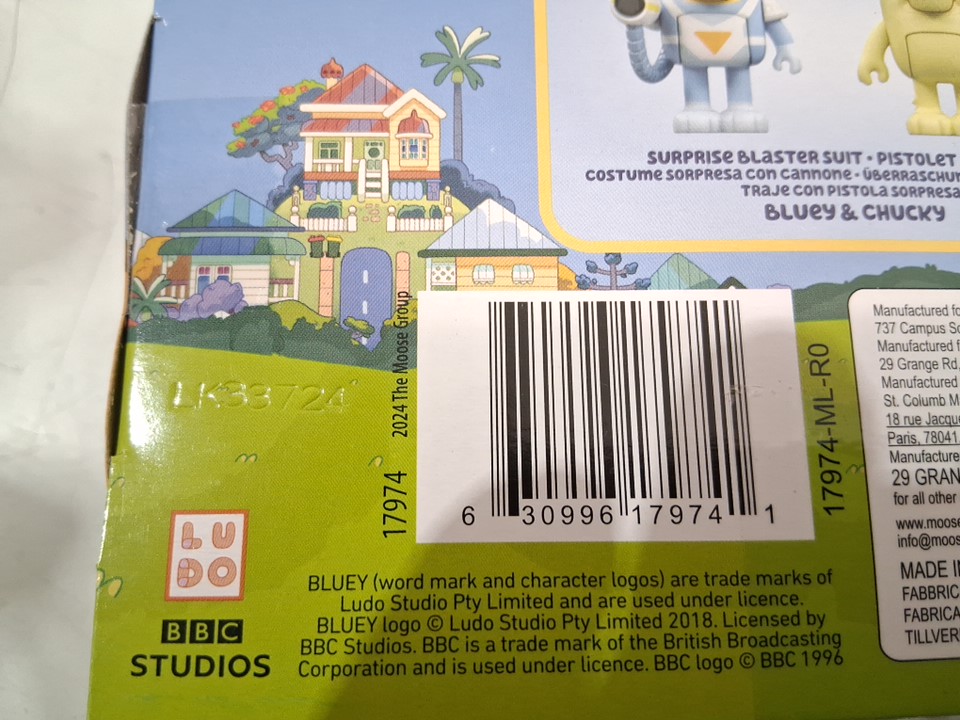 SURPRISE BLASTER SUIT • PISTOLET
COSTUME SORPRESA CON CANNONE • ÜBERRASCHUN
TRAJE CON PISTOLA SORPRESA
BLUEY & CHUCKY
2024 The Moose Group
17974
6 30996 17974 1
17974-ML-R0
LK33724
LU
DO
BBC
STUDIOS
BLUEY (word mark and character logos) are trade marks of
Ludo Studio Pty Limited and are used under licence.
BLUEY logo © Ludo Studio Pty Limited 2018. Licensed by
BBC Studios. BBC is a trade mark of the British Broadcasting
Corporation and is used under licence. BBC logo © BBC 1996
Manufactured fo
737 Campus S
Manufactured f
29 Grange Rd,
Manufactured
St. Columb M
18 rue Jacque
Paris, 78041
Manufacture
29 GRAN
for all other
www.moose
info@moos
MADE IN
FABBRIC
FABRICA
TILLVER